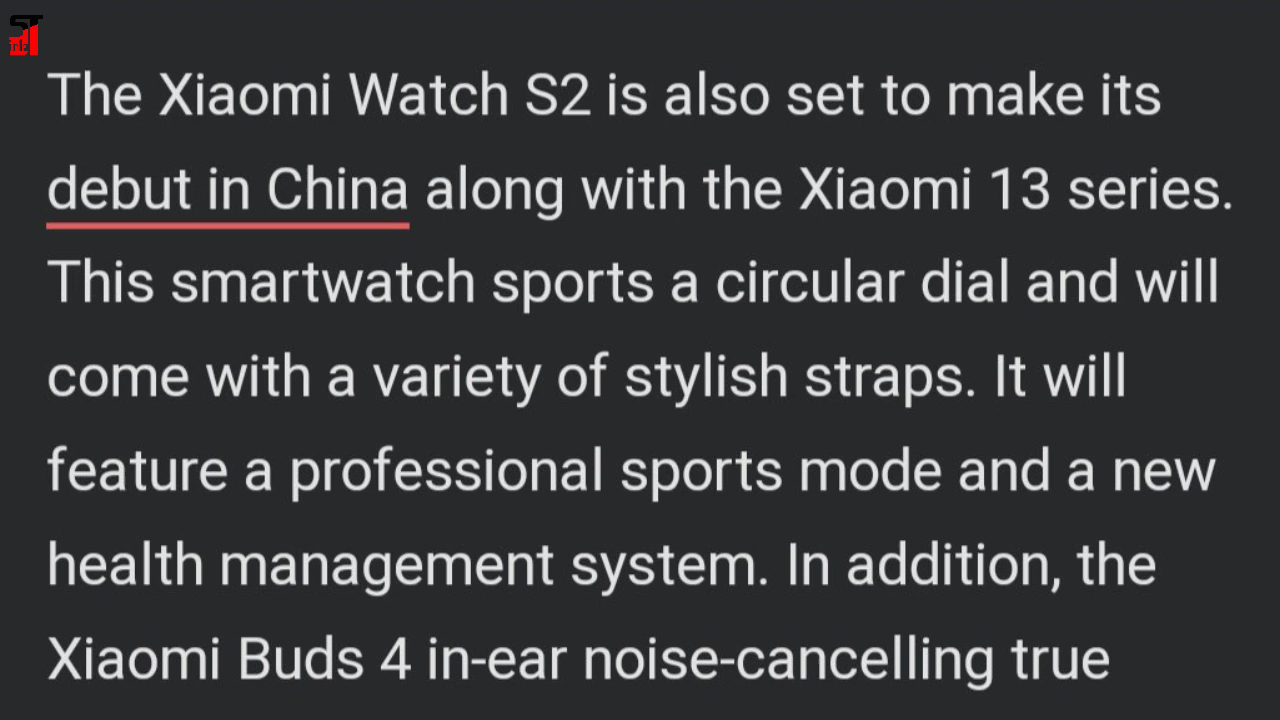 ST
The Xiaomi Watch S2 is also set to make its
debut in China along with the Xiaomi 13 series.
This smartwatch sports a circular dial and will
come with a variety of stylish straps. It will
feature a professional sports mode and a new
health management system. In addition, the
Xiaomi Buds 4 in-ear noise-cancelling true